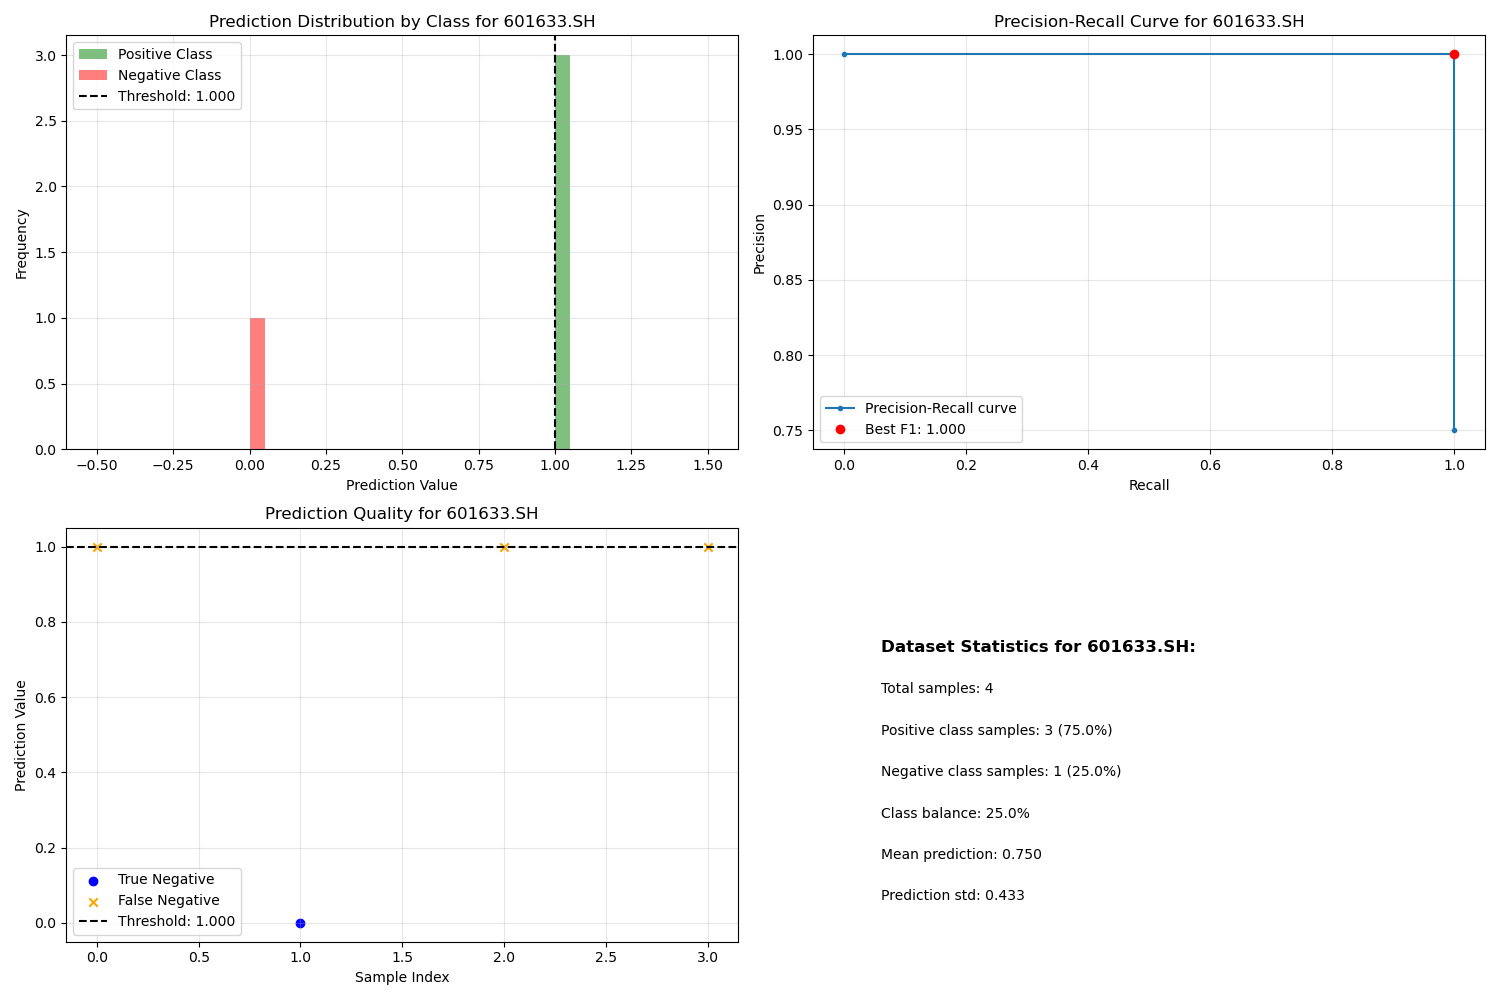 Prediction Distribution by Class for 601633.SH
Positive Class
Negative Class
Threshold: 1.000
3.0
2.5
2.0
1.5
1.0
0.5
0.0
Frequency
−0.50 −0.25 0.00 0.25 0.50 0.75 1.00 1.25 1.50
Prediction Value
Precision-Recall Curve for 601633.SH
1.00
0.95
0.90
0.85
0.80
0.75
Precision
Precision-Recall curve
Best F1: 1.000
0.0 0.2 0.4 0.6 0.8 1.0
Recall
Prediction Quality for 601633.SH
1.0
0.8
0.6
0.4
0.2
0.0
Prediction Value
True Negative
False Negative
Threshold: 1.000
0.0 0.5 1.0 1.5 2.0 2.5 3.0
Sample Index
Dataset Statistics for 601633.SH:
Total samples: 4
Positive class samples: 3 (75.0%)
Negative class samples: 1 (25.0%)
Class balance: 25.0%
Mean prediction: 0.750
Prediction std: 0.433